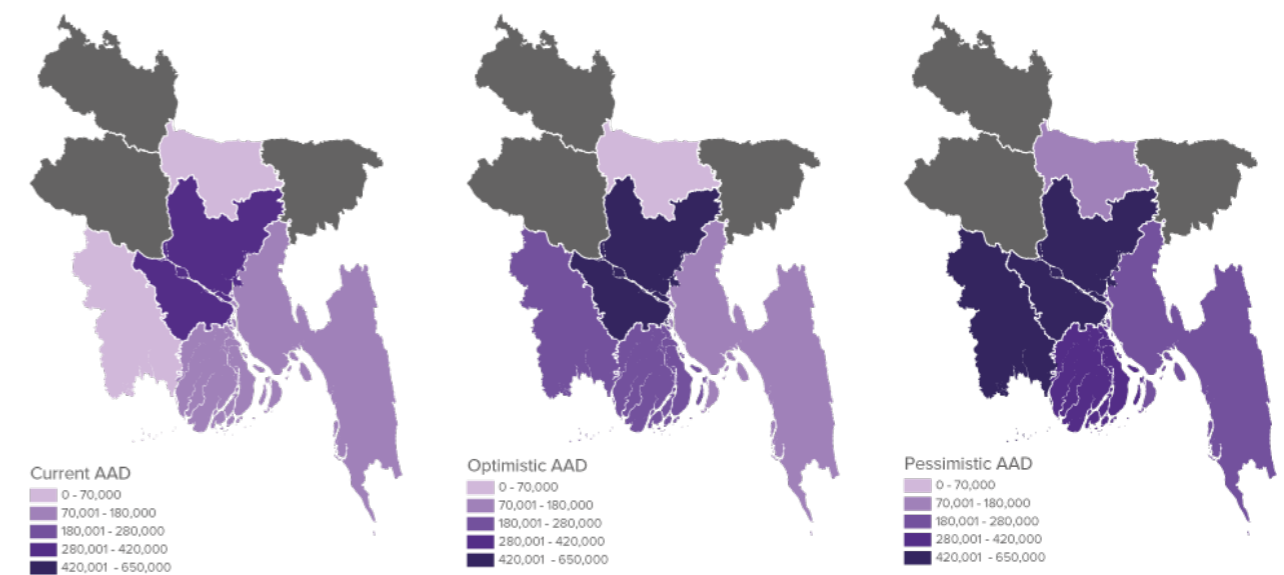 Current AAD
0 - 70,000
70,001 - 180,000
180,001 - 280,000
280,001 - 420,000
420,001 - 650,000
Optimistic AAD
0 - 70,000
70,001 - 180,000
180,001 - 280,000
280,001 - 420,000
420,001 - 650,000
Pessimistic AAD
0 - 70,000
70,001 - 180,000
180,001 - 280,000
280,001 - 420,000
420,001 - 650,000